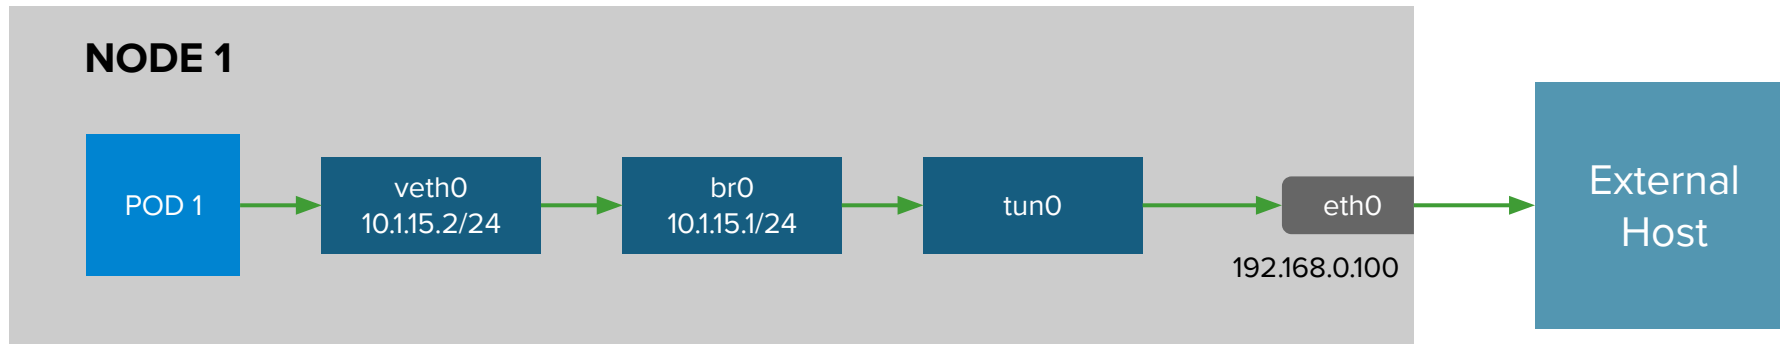 NODE 1
POD 1
veth0
10.1.15.2/24
br0
10.1.15.1/24
tun0
eth0
192.168.0.100
External
Host